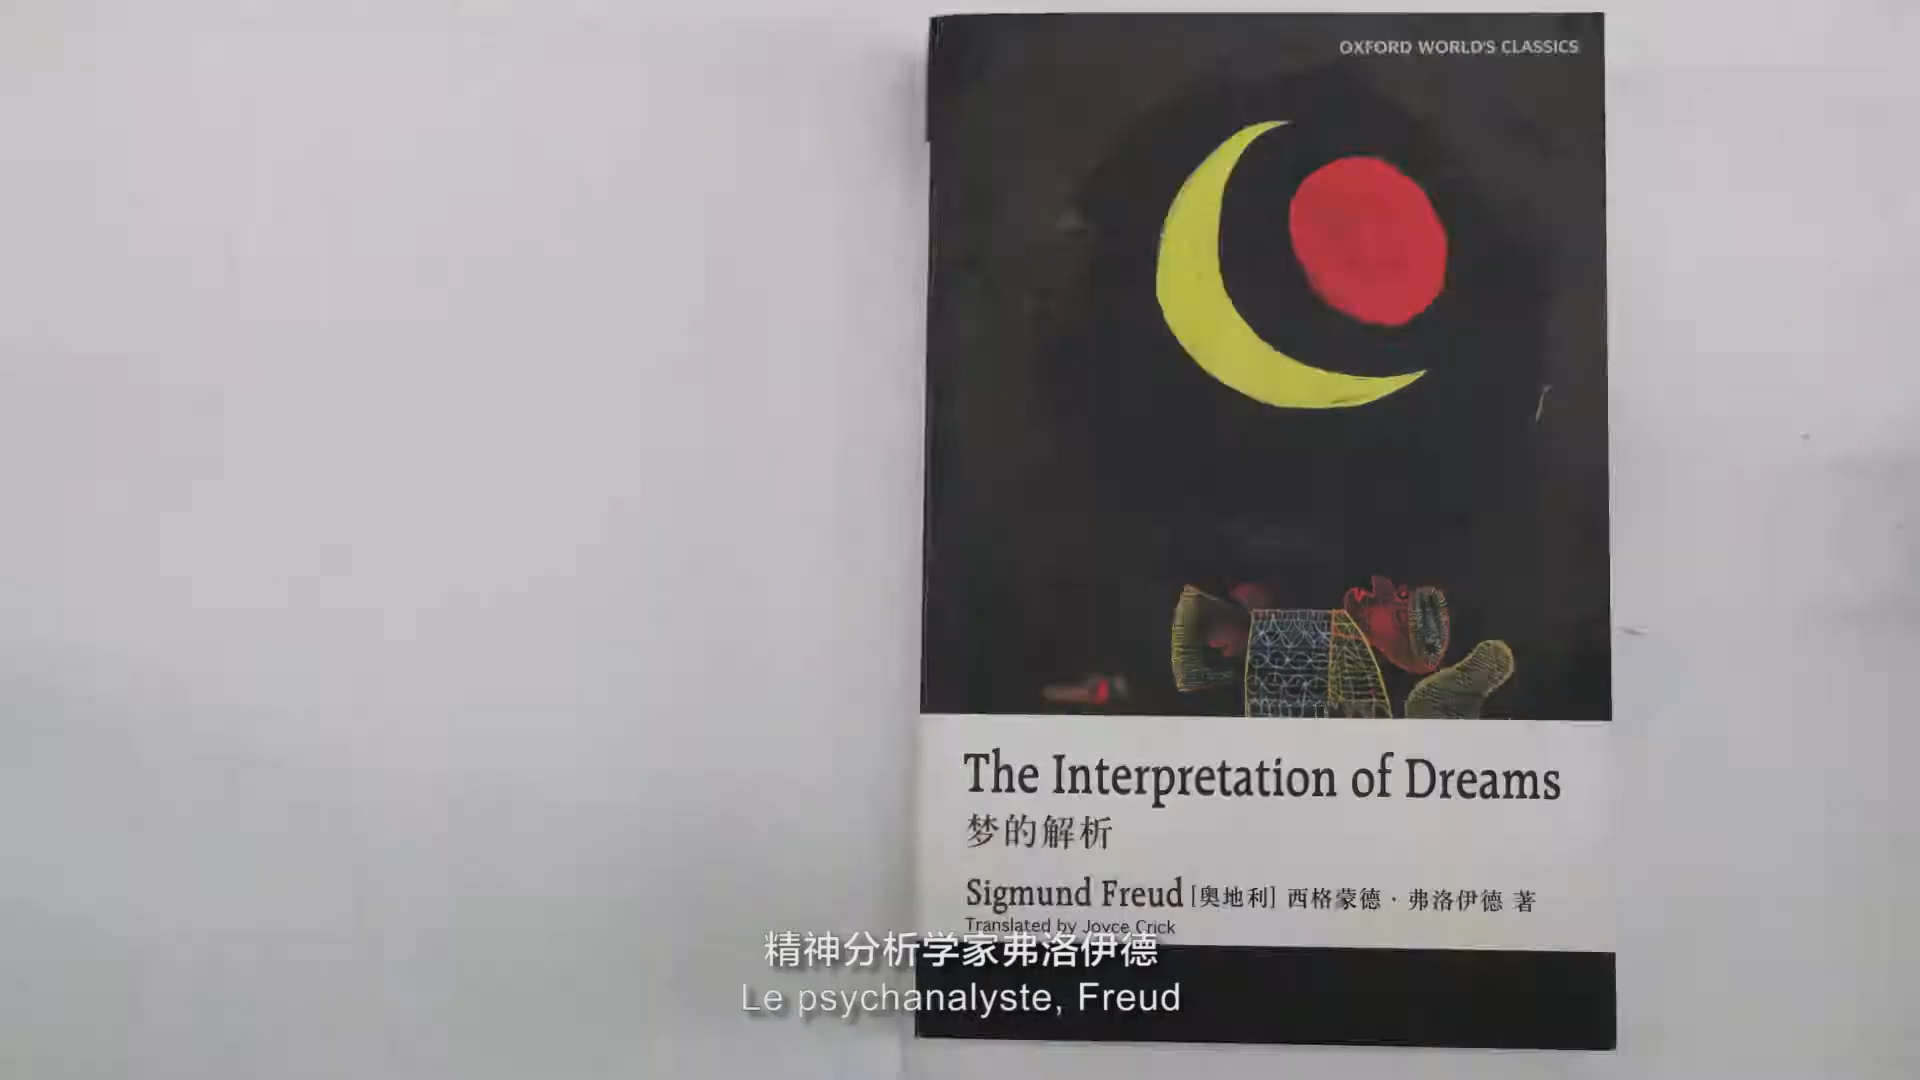 OXFORD WORLD'S CLASSICS
The Interpretation of Dreams
梦的解析
Sigmund Freud [奥地利] 西格蒙德·弗洛伊德 著
Translated by Joyce Crick
精神分析学家弗洛伊德
Le psychanalyste, Freud